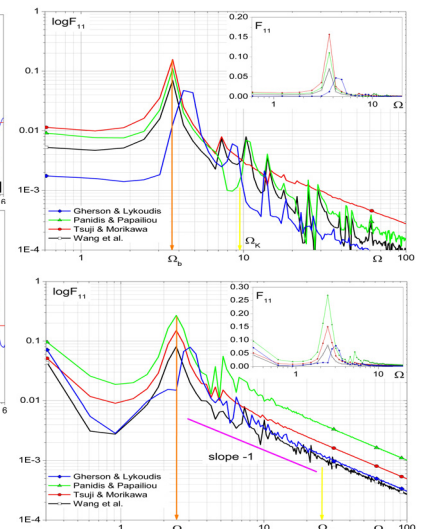 1
logF11
0.20
F11
0.15
0.10
0.05
0.00
1
10
Ω
0.1
0.01
1E-3
1E-4
Gherson & Lykoudis
Panidis & Papailiou
Tsuji & Morikawa
Wang et al.
ΩK
1
Ωb
10
Ω
100
6
1
logF11
0.30
F11
0.25
0.20
0.15
0.10
0.05
0.00
1
10
Ω
0.1
0.01
slope -1
1E-3
Gherson & Lykoudis
Panidis & Papailiou
Tsuji & Morikawa
Wang et al.
1E-4
1
Ω
10
Ω
Ω
100
6